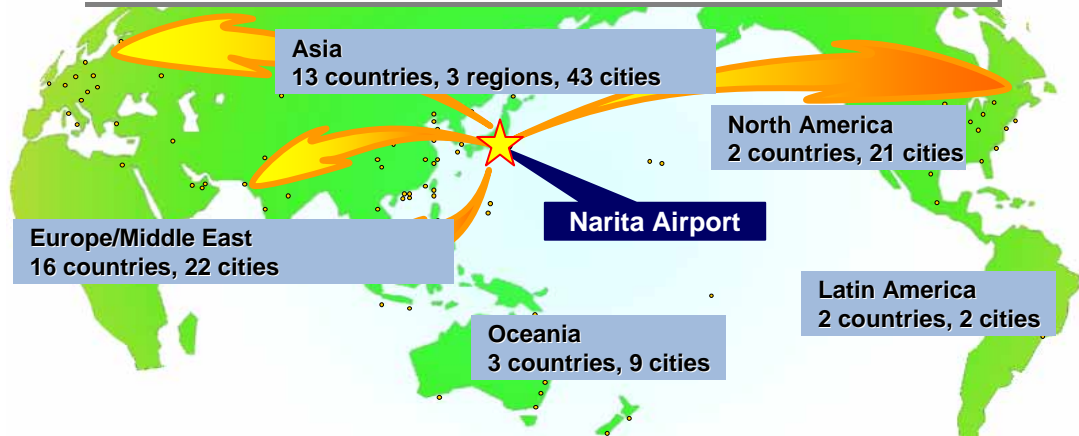 Asia
13 countries, 3 regions, 43 cities
North America
2 countries, 21 cities
Narita Airport
Europe/Middle East
16 countries, 22 cities
Latin America
2 countries, 2 cities
Oceania
3 countries, 9 cities